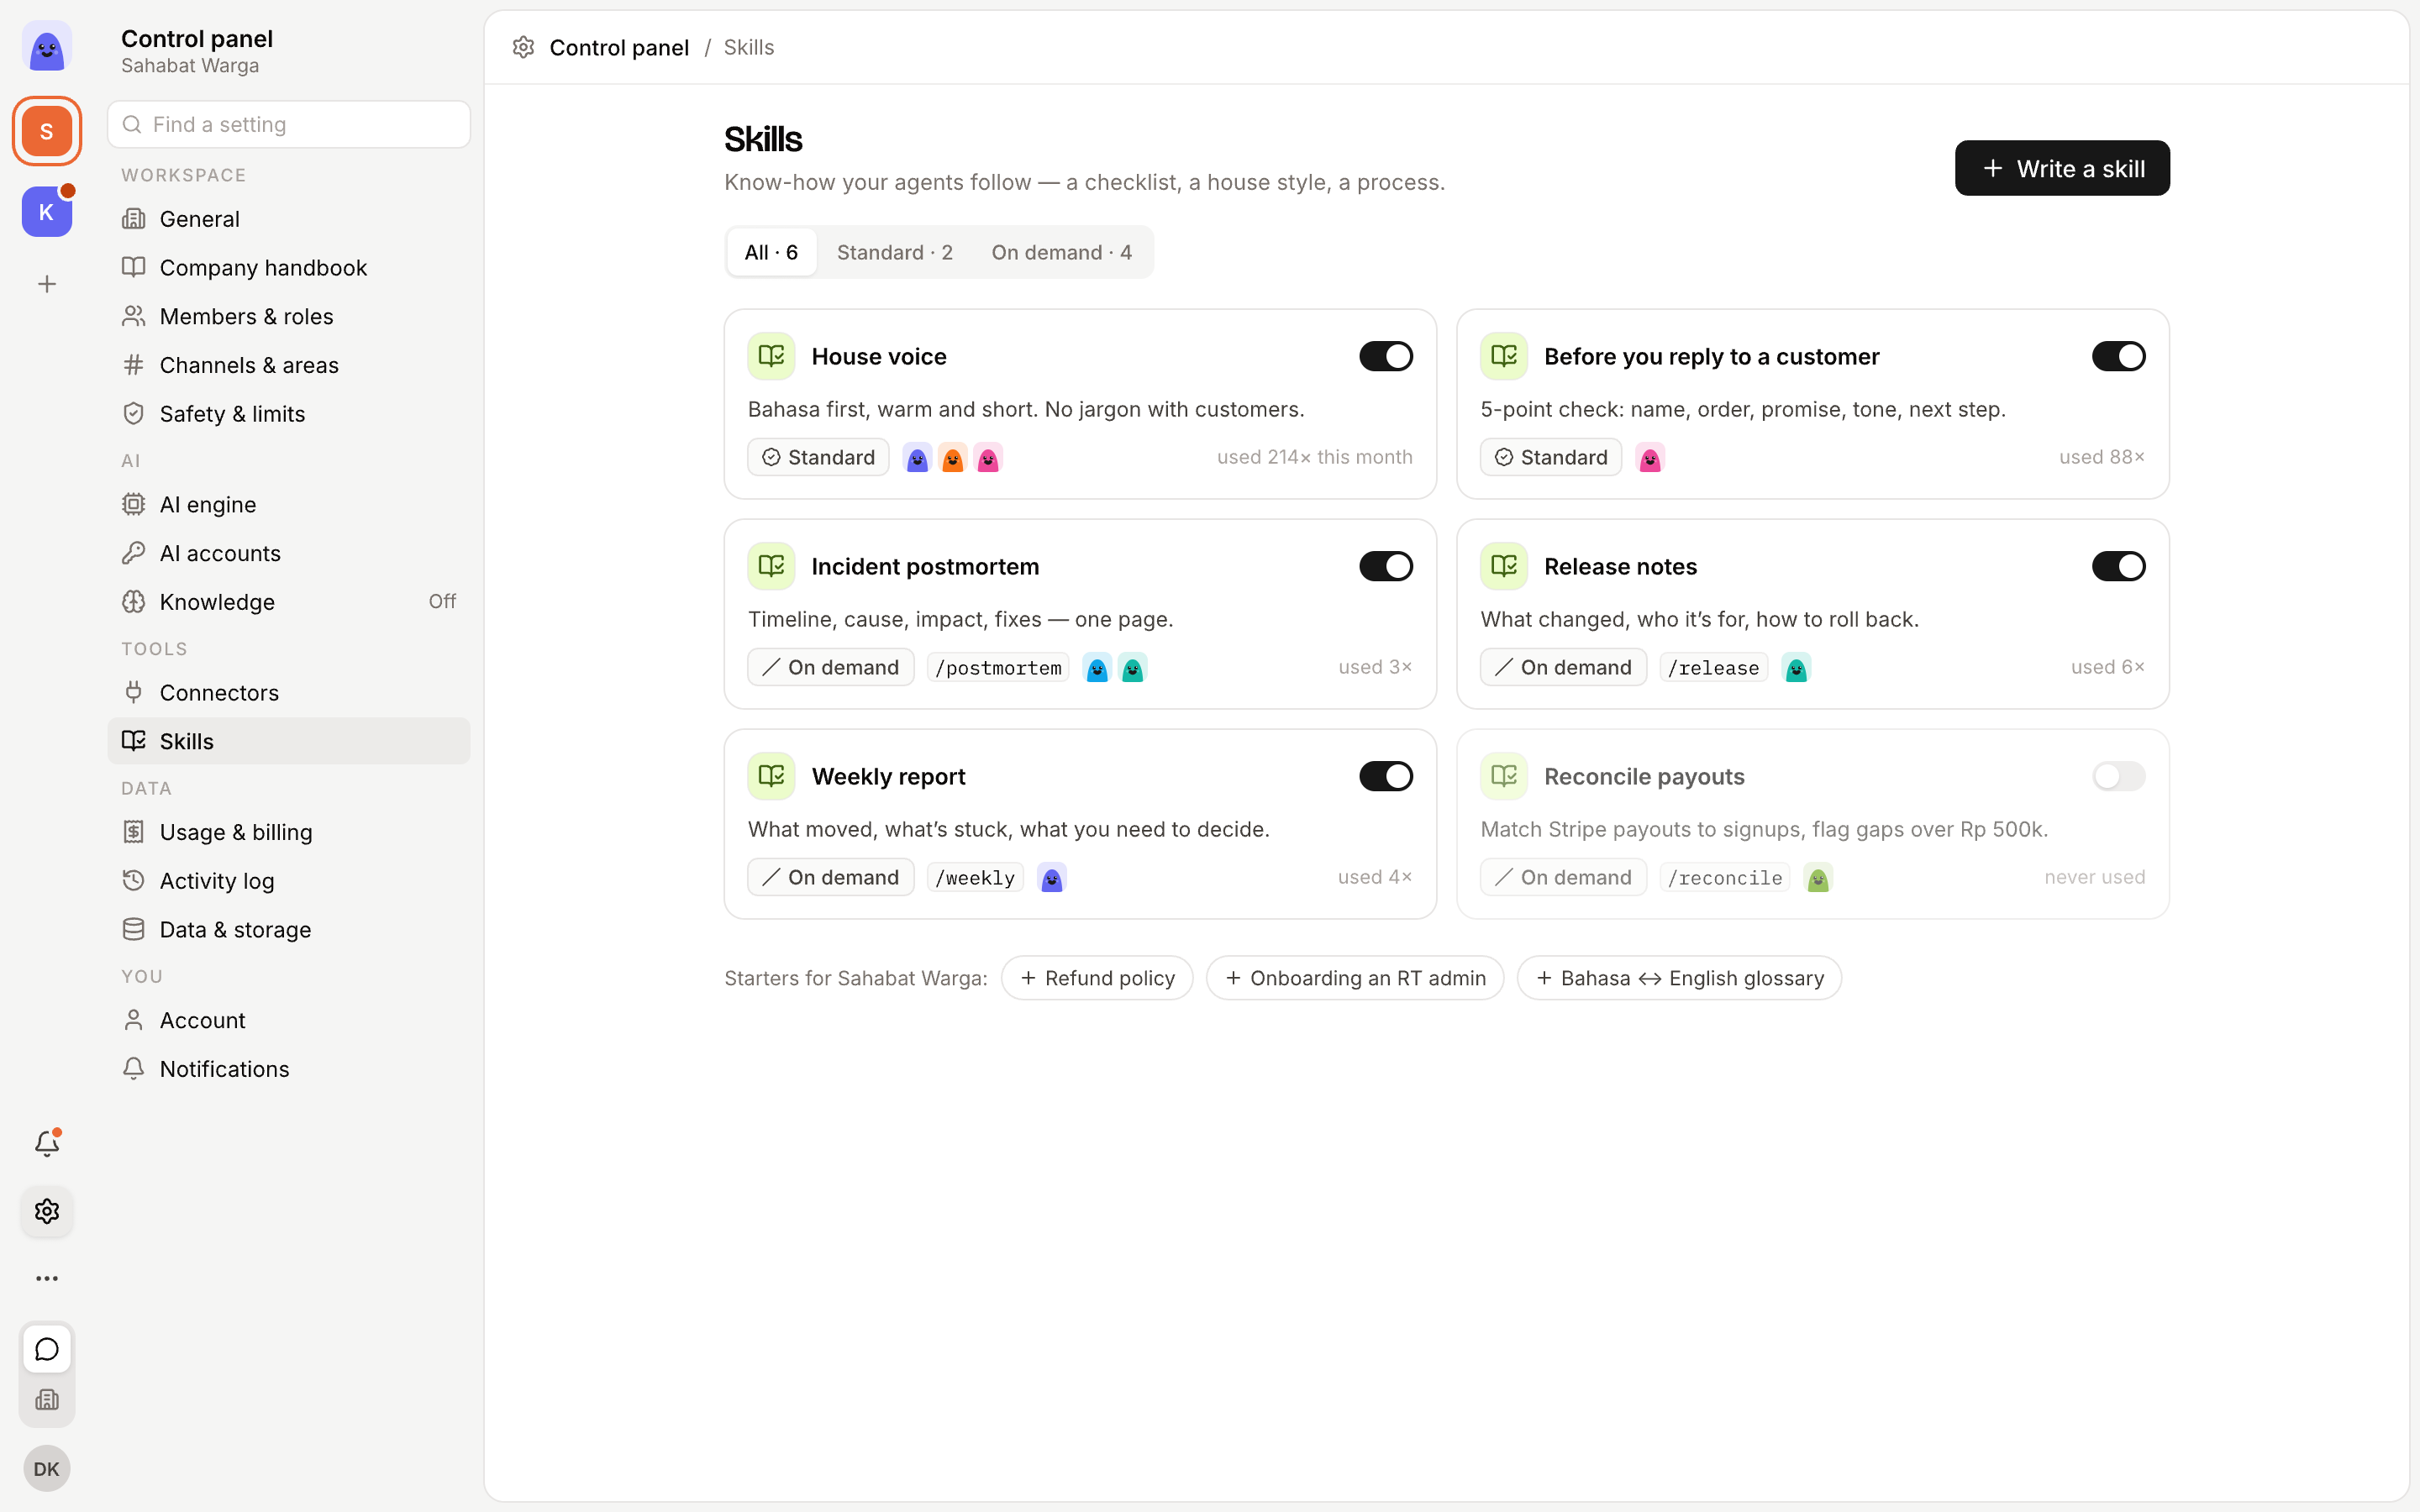 Control panel
Sahabat Warga
S
K
Find a setting
WORKSPACE
General
Company handbook
Members & roles
Channels & areas
Safety & limits
AI
AI engine
AI accounts
Knowledge Off
TOOLS
Connectors
Skills
DATA
Usage & billing
Activity log
Data & storage
YOU
Account
Notifications
DK
Control panel / Skills
Skills
Know-how your agents follow — a checklist, a house style, a process.
+ Write a skill
All · 6 Standard · 2 On demand · 4
House voice
Bahasa first, warm and short. No jargon with customers.
Standard used 214× this month
Before you reply to a customer
5-point check: name, order, promise, tone, next step.
Standard used 88×
Incident postmortem
Timeline, cause, impact, fixes — one page.
On demand /postmortem used 3×
Release notes
What changed, who it’s for, how to roll back.
On demand /release used 6×
Weekly report
What moved, what’s stuck, what you need to decide.
On demand /weekly used 4×
Reconcile payouts
Match Stripe payouts to signups, flag gaps over Rp 500k.
On demand /reconcile never used
Starters for Sahabat Warga: + Refund policy + Onboarding an RT admin + Bahasa ↔ English glossary